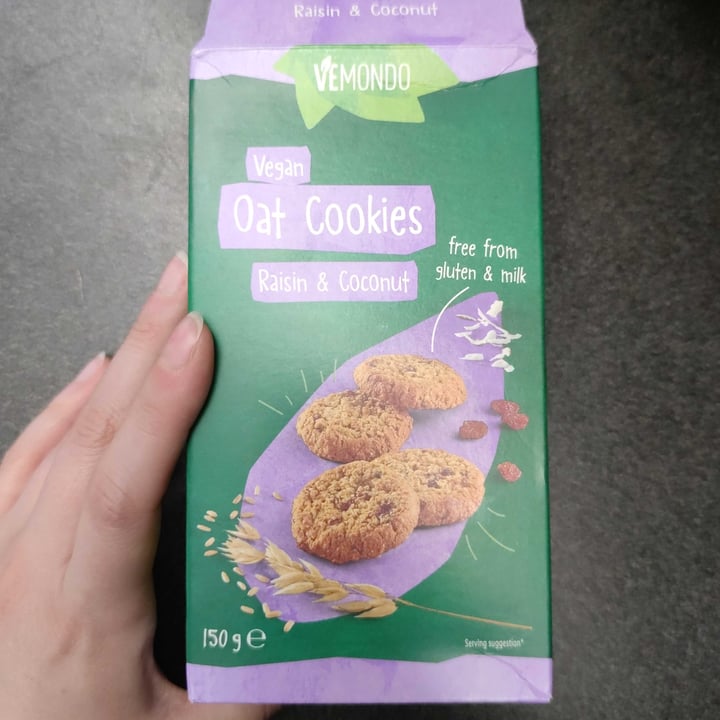 Raisin & Coconut
VEMONDO
Vegan
Oat Cookies
Raisin & Coconut
free from
gluten & milk
150 g ℮
Serving suggestion*